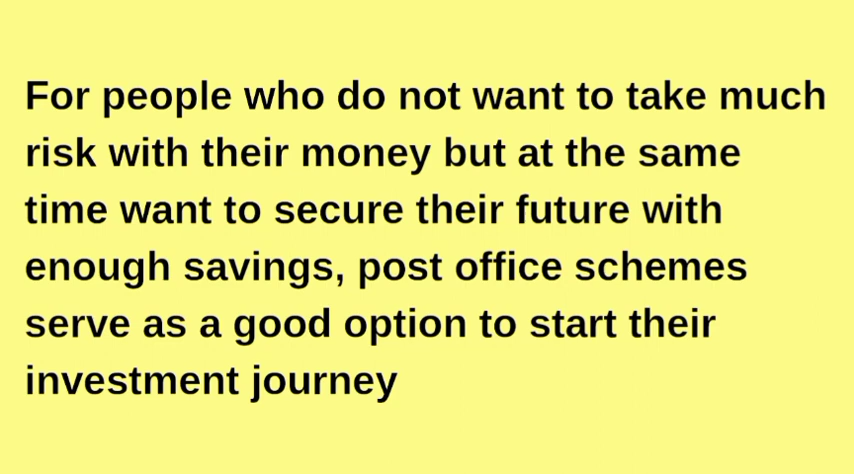 For people who do not want to take much
risk with their money but at the same
time want to secure their future with
enough savings, post office schemes
serve as a good option to start their
investment journey